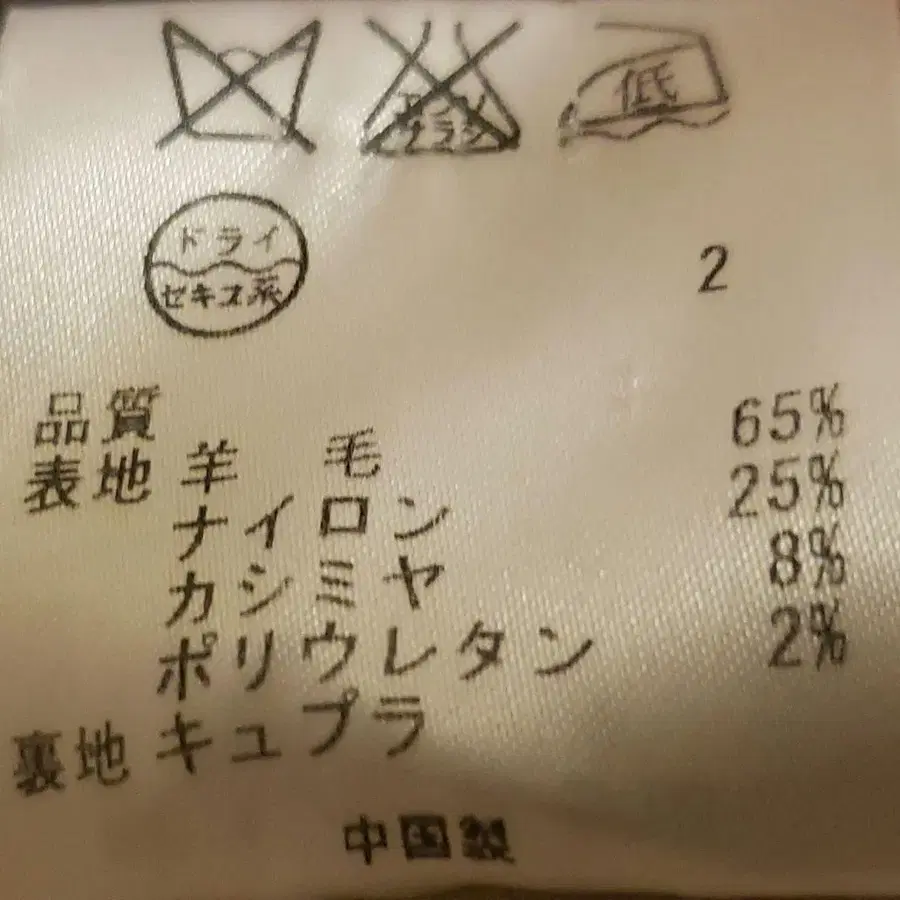 低
ドライ
セキユ系
2
品質
表地 羊 毛 65%
ナイロン 25%
カシミヤ 8%
ポリウレタン 2%
裏地 キュプラ
中国製